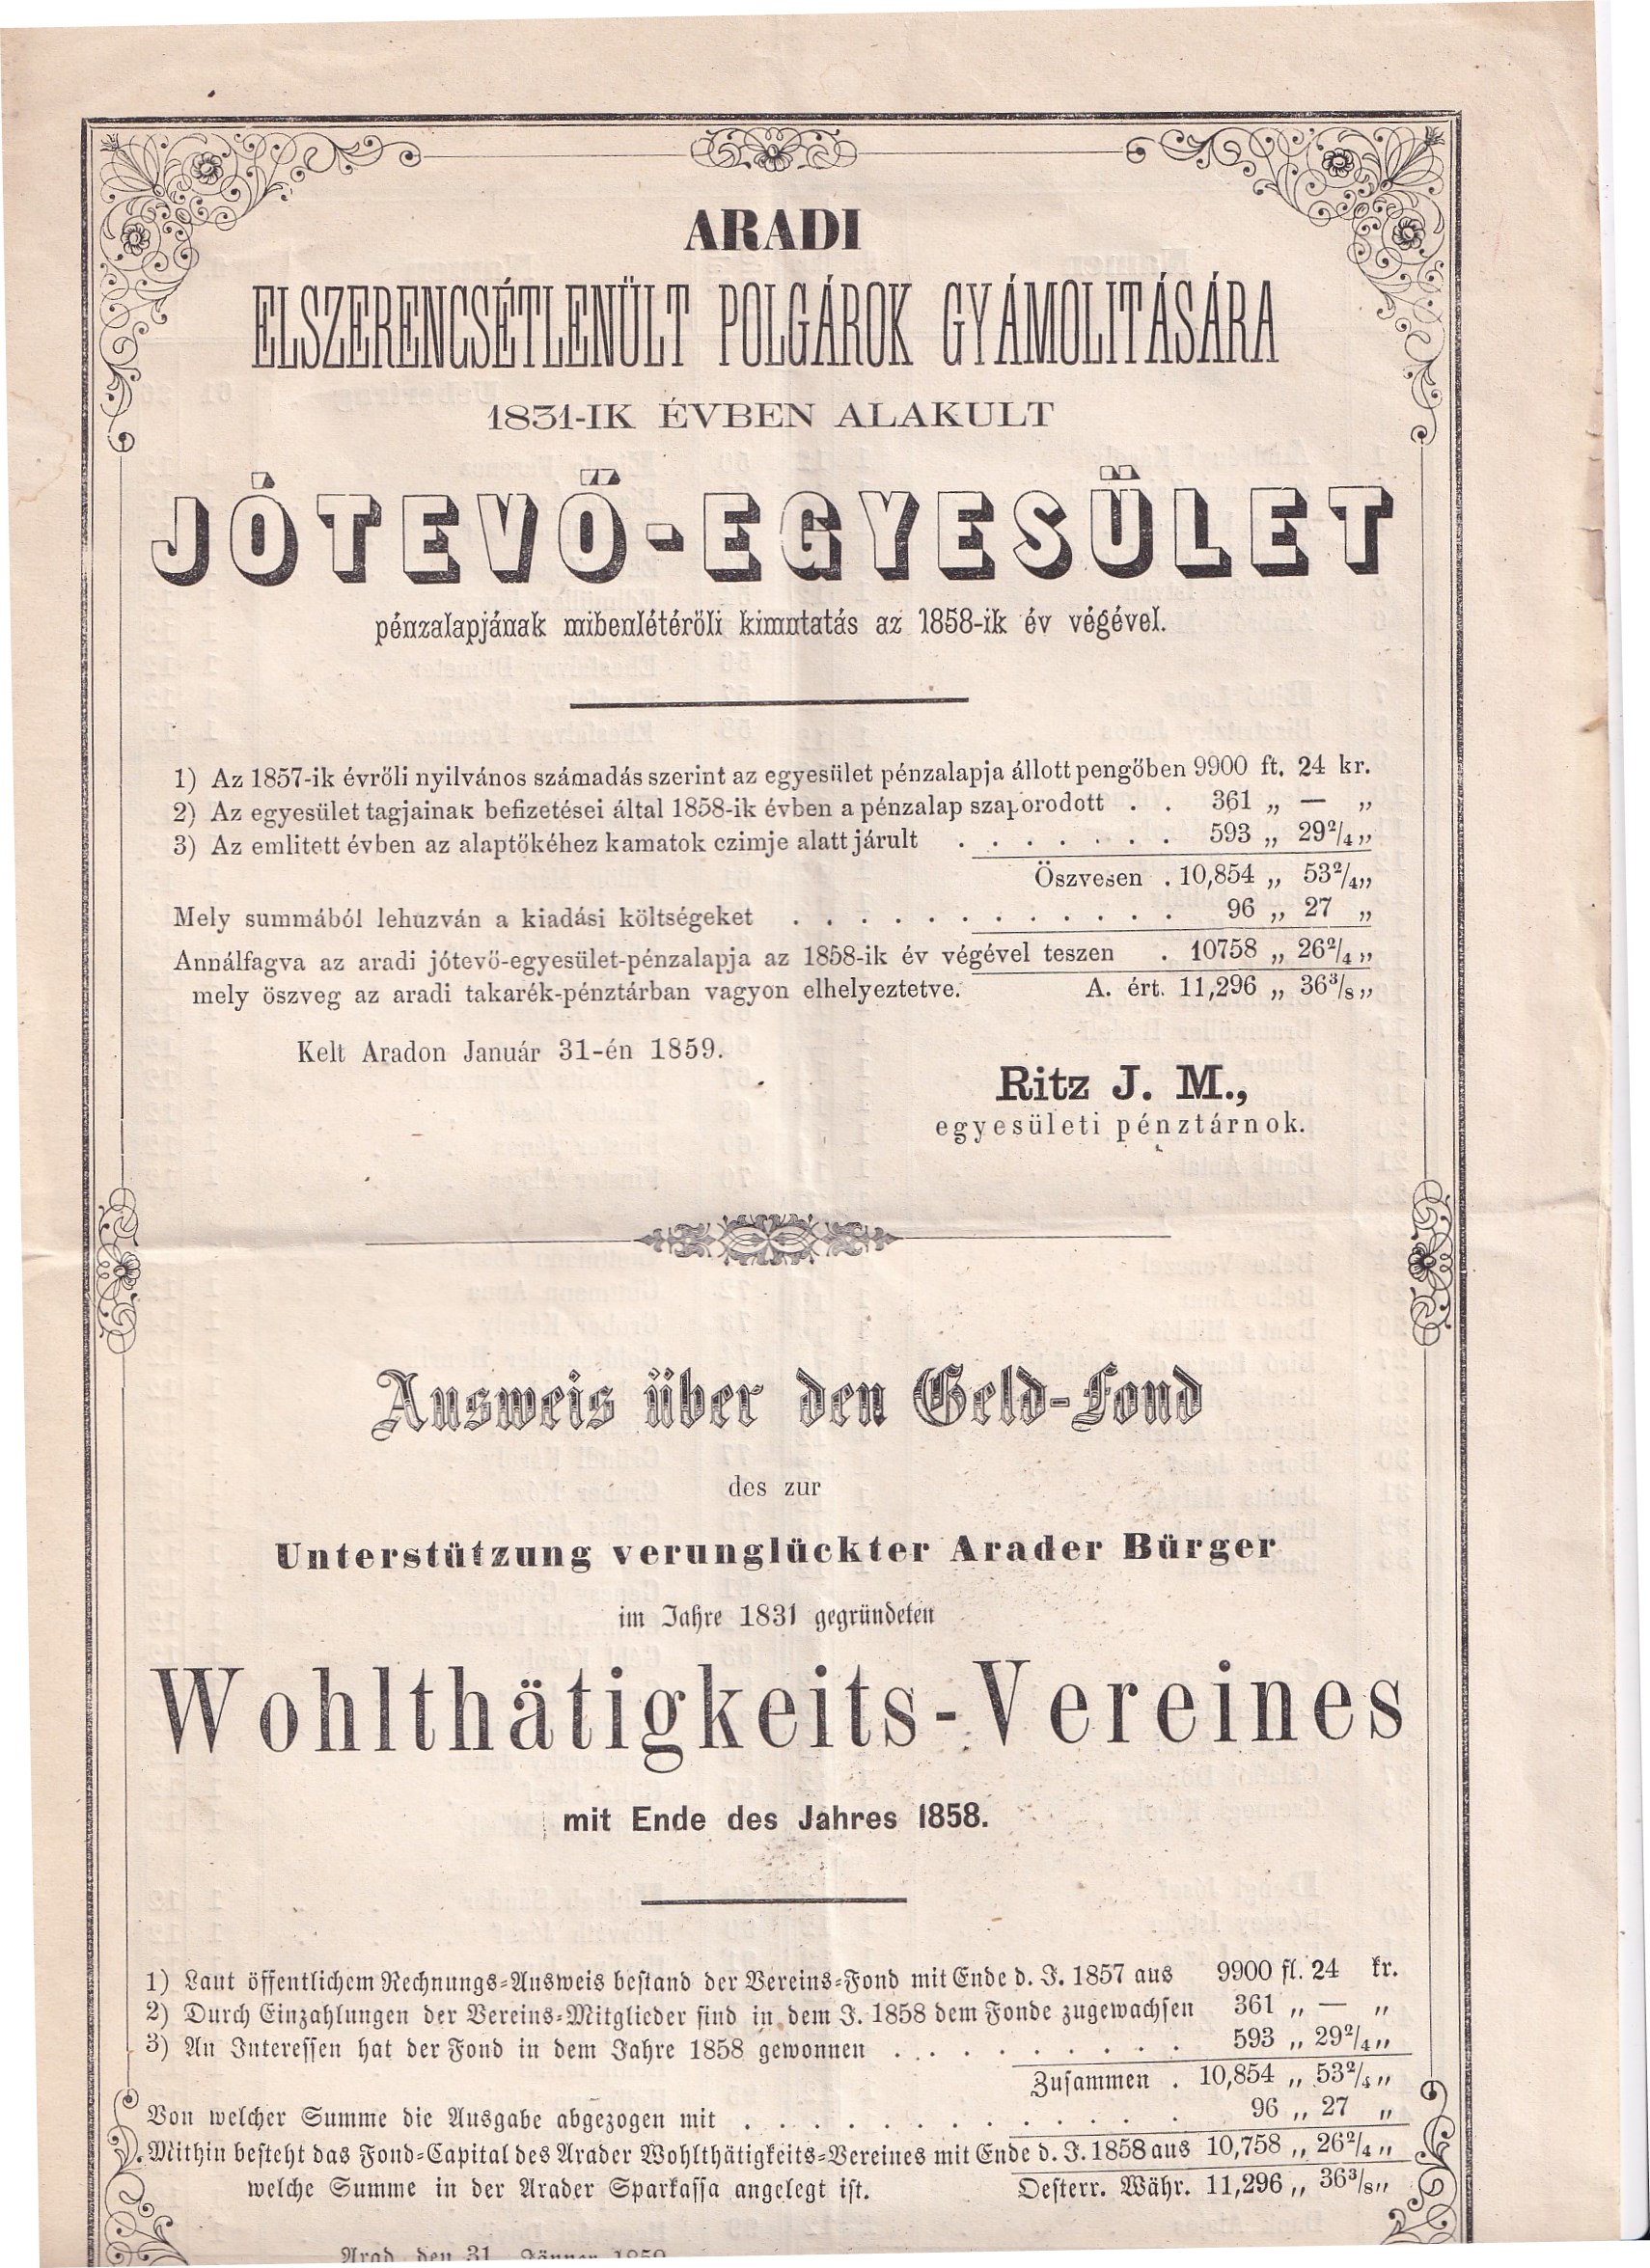 ARADI
ELSZERENCSÉTLENÜLT POLGÁROK GYÁMOLITÁSÁRA
1831-IK ÉVBEN ALAKULT
JÓTEVŐ-EGYESÜLET
pénzalapjának mibenlétérőli kimutatás az 1858-ik év végével.
1) Az 1857-ik évrőli nyilvános számadás szerint az egyesület pénzalapja állott pengőben 9900 ft. 24 kr.
2) Az egyesület tagjainak befizetései által 1858-ik évben a pénzalap szaporodott . . 361 „ — „
3) Az emlitett évben az alaptőkéhez kamatok czimje alatt járult . . . . . . . 593 „ 29²/₄ „
Öszvesen . 10,854 „ 53²/₄ „
Mely summából lehuzván a kiadási költségeket . . . . . . . . . . . . 96 „ 27 „
Annálfagva az aradi jótevő-egyesület-pénzalapja az 1858-ik év végével teszen . 10758 „ 26²/₄ „
mely öszveg az aradi takarék-pénztárban vagyon elhelyeztetve. A. ért. 11,296 „ 36³/₈ „
Kelt Aradon Január 31-én 1859.
Ritz J. M.,
egyesületi pénztárnok.
Ausweis über den Geld-Fond
des zur
Unterstützung verunglückter Arader Bürger
im Jahre 1831 gegründeten
Wohlthätigkeits-Vereines
mit Ende des Jahres 1858.
1) Laut öffentlichem Rechnungs-Ausweis bestand der Vereins-Fond mit Ende d. J. 1857 aus 9900 fl. 24 kr.
2) Durch Einzahlungen der Vereins-Mitglieder sind in dem J. 1858 dem Fonde zugewachsen 361 „ — „
3) An Interessen hat der Fond in dem Jahre 1858 gewonnen . . . . . . . . . 593 „ 29²/₄ „
Zusammen . 10,854 „ 53²/₄ „
Von welcher Summe die Ausgabe abgezogen mit . . . . . . . . . . . . 96 „ 27 „
Mithin besteht das Fond-Capital des Arader Wohlthätigkeits-Vereines mit Ende d. J. 1858 aus 10,758 „ 26²/₄ „
welche Summe in der Arader Sparkassa angelegt ist. Oesterr. Währ. 11,296 „ 36³/₈ „
Arad, den 31. Jänner 1859.